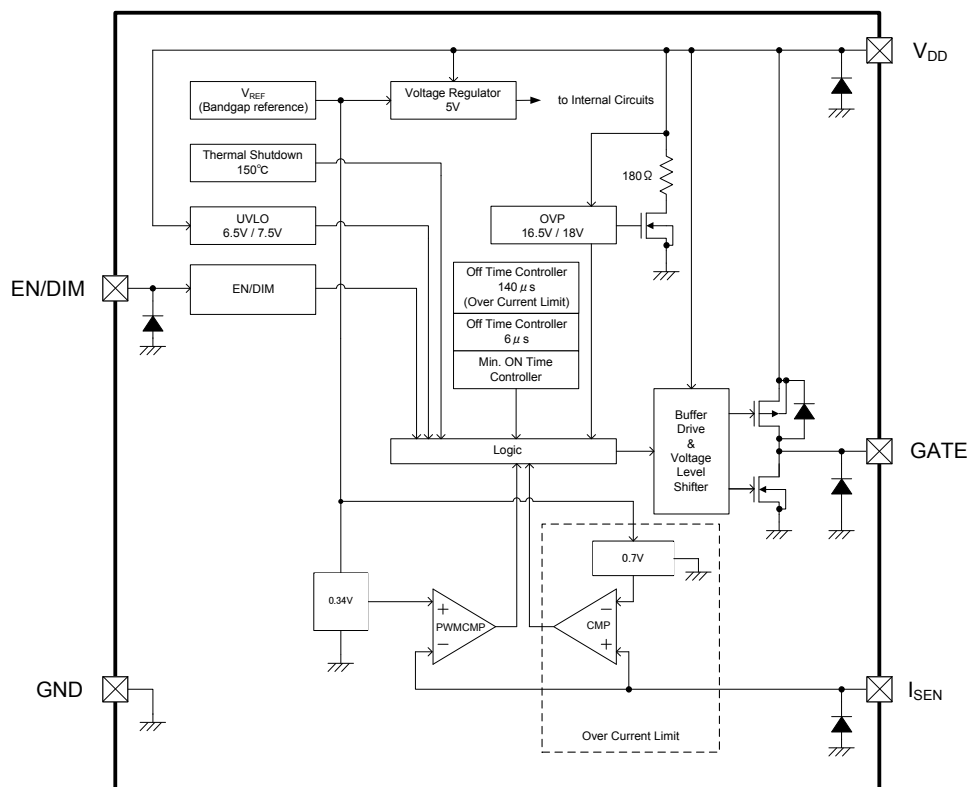 V_DD
V_REF
(Bandgap reference)
Voltage Regulator
5V
to Internal Circuits
Thermal Shutdown
150°C
180Ω
UVLO
6.5V / 7.5V
OVP
16.5V / 18V
EN/DIM
EN/DIM
Off Time Controller
140μs
(Over Current Limit)
Off Time Controller
6μs
Min. ON Time
Controller
Buffer
Drive
&
Voltage
Level
Shifter
Logic
GATE
0.7V
0.34V
+
PWMCMP
−
−
CMP
+
GND
I_SEN
Over Current Limit